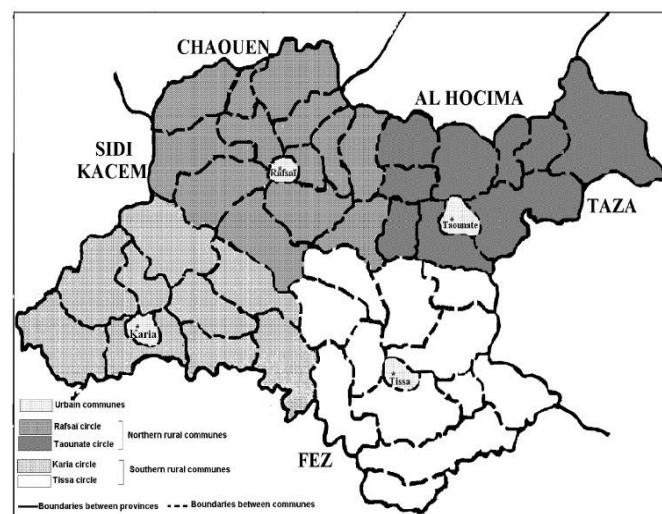 CHAOUEN
AL HOCIMA
SIDI
KACEM
Rafsaï
TAZA
Taounate
Karia
Tissa
FEZ
Urbain communes
Rafsai circle
Taounate circle
Northern rural communes
Karia circle
Tissa circle
Southern rural communes
Boundaries between provinces
Boundaries between communes